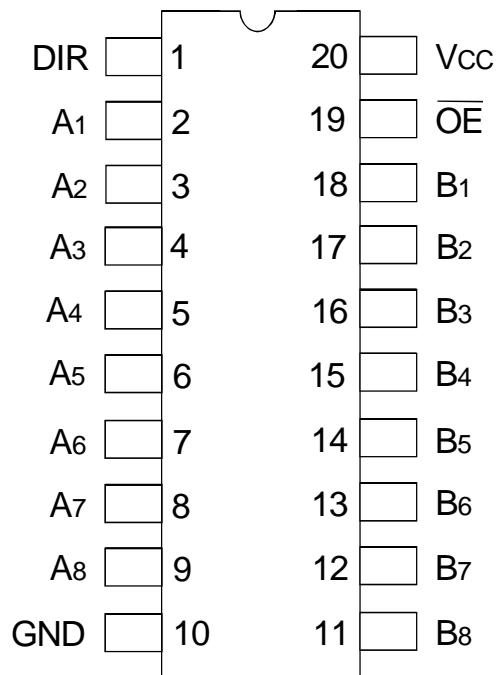 DIR 1 20 VCC
A1 2 19 O̅E̅
A2 3 18 B1
A3 4 17 B2
A4 5 16 B3
A5 6 15 B4
A6 7 14 B5
A7 8 13 B6
A8 9 12 B7
GND 10 11 B8